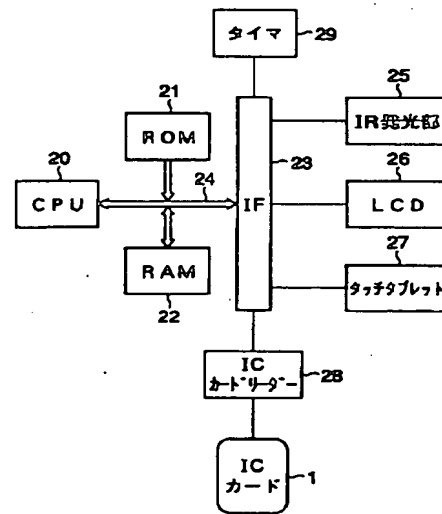 タイマ
29
21
ROM
25
IR発光部
20
24
23
CPU
IF
26
LCD
RAM
22
27
タッチタブレット
IC
カードリーダー
28
IC
カード
1